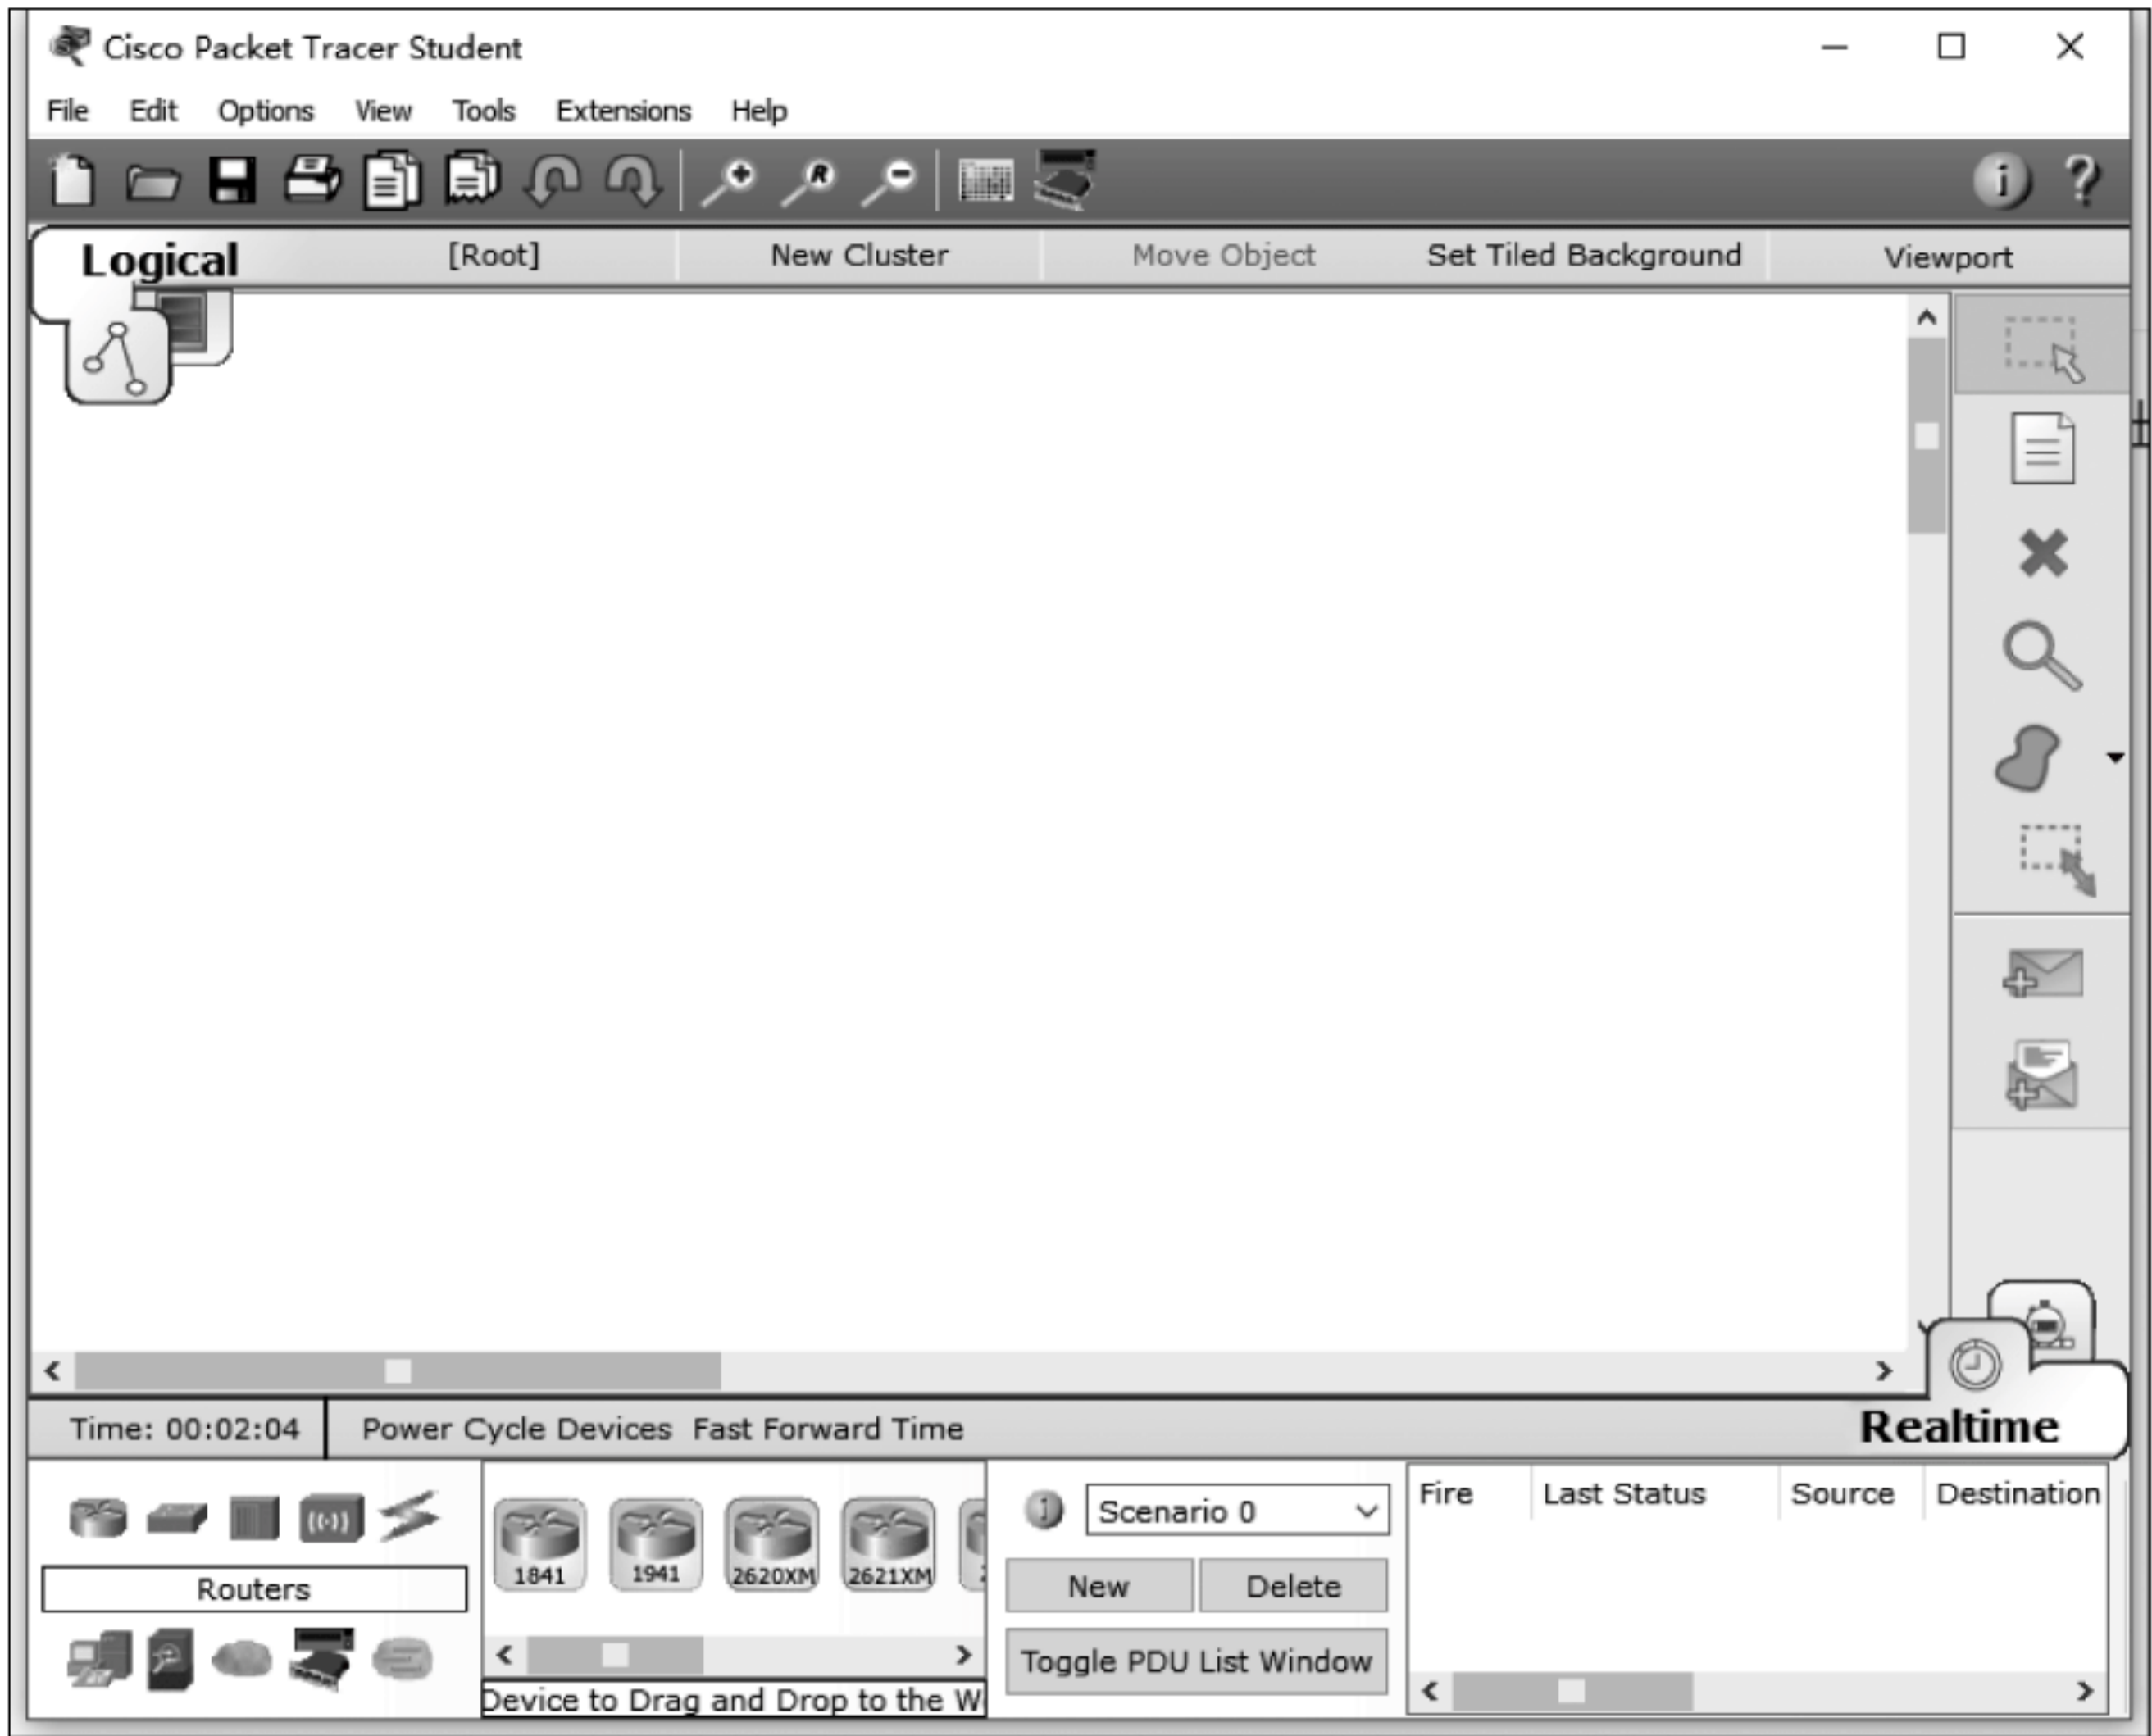 Cisco Packet Tracer Student
File Edit Options View Tools Extensions Help
R
i ?
Logical [Root] New Cluster Move Object Set Tiled Background Viewport
Time: 00:02:04 Power Cycle Devices Fast Forward Time Realtime
Routers
1841 1941 2620XM 2621XM
Device to Drag and Drop to the W
i Scenario 0
New Delete
Toggle PDU List Window
Fire Last Status Source Destination